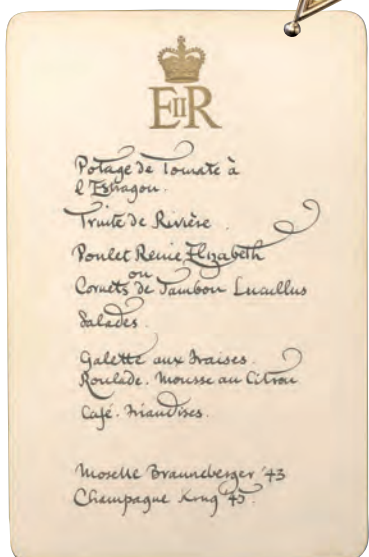 EIIR
Potage de Tomate à
l'Estragon.
Truite de Rivière.
Poulet Reine Elizabeth
ou
Cornets de Jambon Lucullus
Salades.
Galette aux Fraises.
Roulade. Mousse au Citron
Café. Friandises.
Moselle Brauneberger '43
Champagne Krug '45.